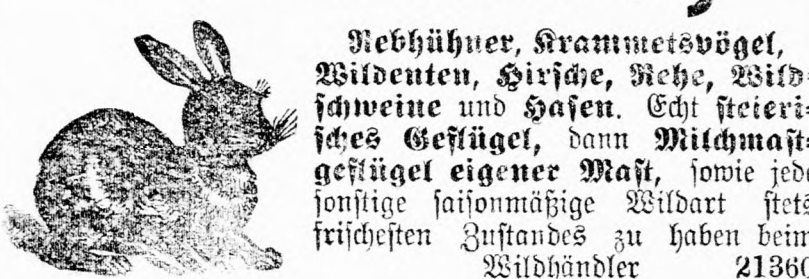 Rebhühner, Krammetsvögel,
Wildenten, Hirsche, Rehe, Wild=
schweine und Hasen. Echt steieri=
sches Geflügel, dann Milchmast=
geflügel eigener Mast, sowie jede
sonstige saisonmäßige Wildart stets
frischesten Zustandes zu haben beim
Wildhändler 21360